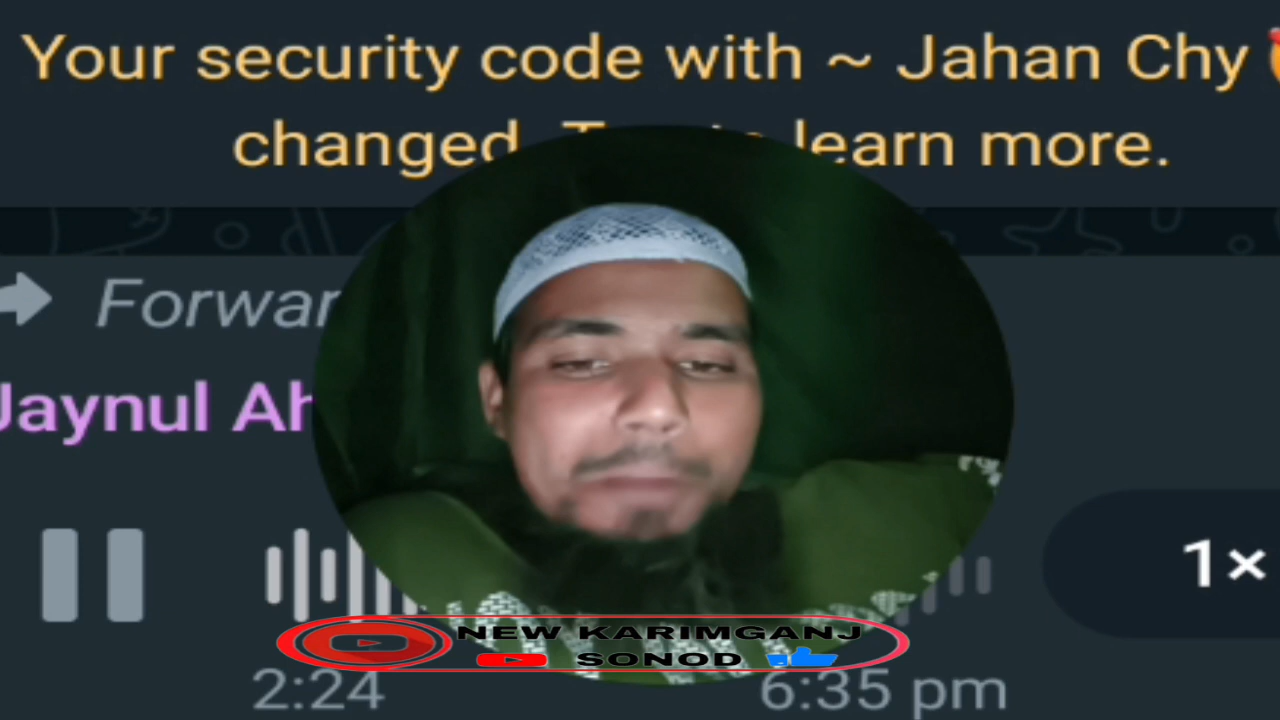 Your security code with ~ Jahan Chy
changed. learn more.
Forwar
Jaynul Ah
1×
NEW KARIMGANJ
SONOD
2:24
6:35 pm